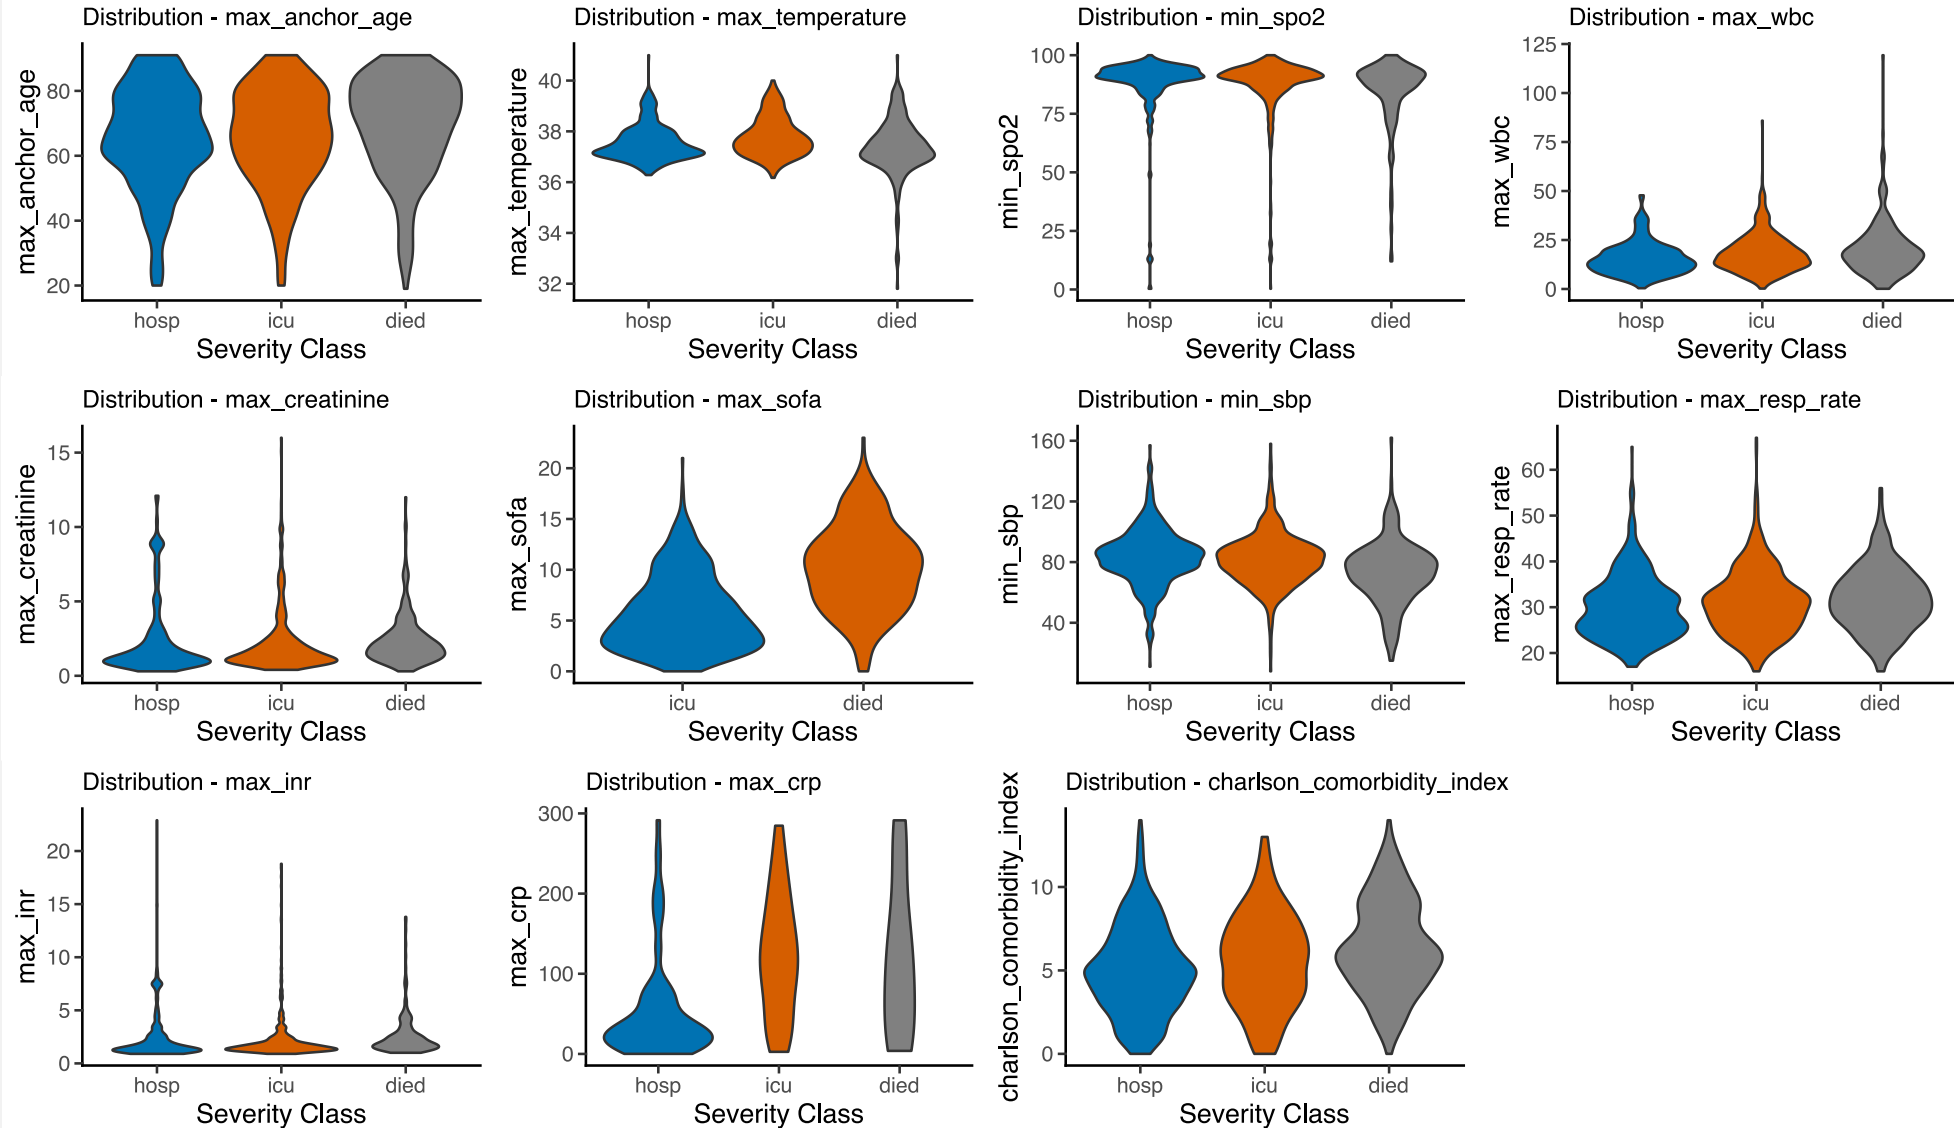 Distribution - max_anchor_age
max_anchor_age
80
60
40
20
hosp icu died
Severity Class
Distribution - max_temperature
max_temperature
40
38
36
34
32
hosp icu died
Severity Class
Distribution - min_spo2
min_spo2
100
75
50
25
0
hosp icu died
Severity Class
Distribution - max_wbc
max_wbc
125
100
75
50
25
0
hosp icu died
Severity Class
Distribution - max_creatinine
max_creatinine
15
10
5
0
hosp icu died
Severity Class
Distribution - max_sofa
max_sofa
20
15
10
5
0
icu died
Severity Class
Distribution - min_sbp
min_sbp
160
120
80
40
hosp icu died
Severity Class
Distribution - max_resp_rate
max_resp_rate
60
50
40
30
20
hosp icu died
Severity Class
Distribution - max_inr
max_inr
20
15
10
5
0
hosp icu died
Severity Class
Distribution - max_crp
max_crp
300
200
100
0
hosp icu died
Severity Class
Distribution - charlson_comorbidity_index
charlson_comorbidity_index
10
5
0
hosp icu died
Severity Class